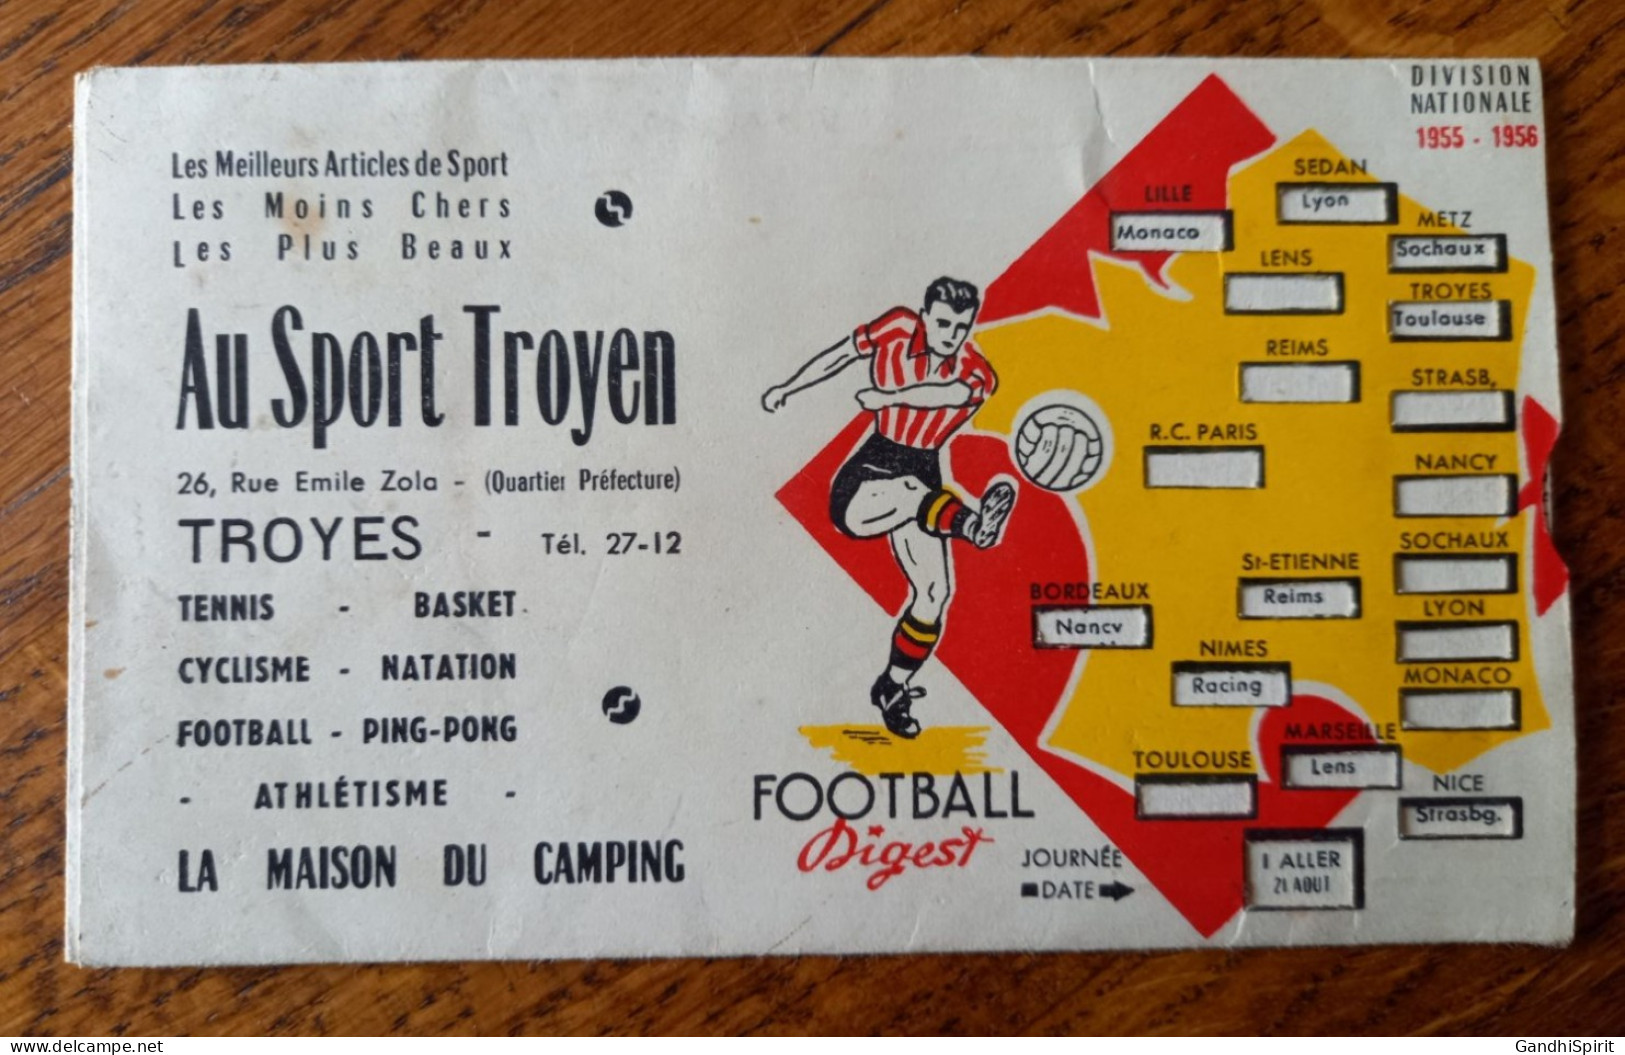 Les Meilleurs Articles de Sport
Les Moins Chers
Les Plus Beaux
Au Sport Troyen
26, Rue Emile Zola - (Quartier Préfecture)
TROYES - Tél. 27-12
TENNIS - BASKET
CYCLISME - NATATION
FOOTBALL - PING-PONG
- ATHLÉTISME -
LA MAISON DU CAMPING
FOOTBALL
Digest
DIVISION
NATIONALE
1955 - 1956
SEDAN
Lyon
LILLE
Monaco
METZ
Sochaux
LENS
TROYES
Toulouse
REIMS
STRASB,
R.C. PARIS
NANCY
SOCHAUX
St-ETIENNE
Reims
BORDEAUX
Nancy
LYON
NIMES
Racing
MONACO
MARSEILLE
Lens
TOULOUSE
NICE
Strasbg.
JOURNÉE
DATE
1 ALLER
21 AOUT
delcampe.net
GandhiSpirit